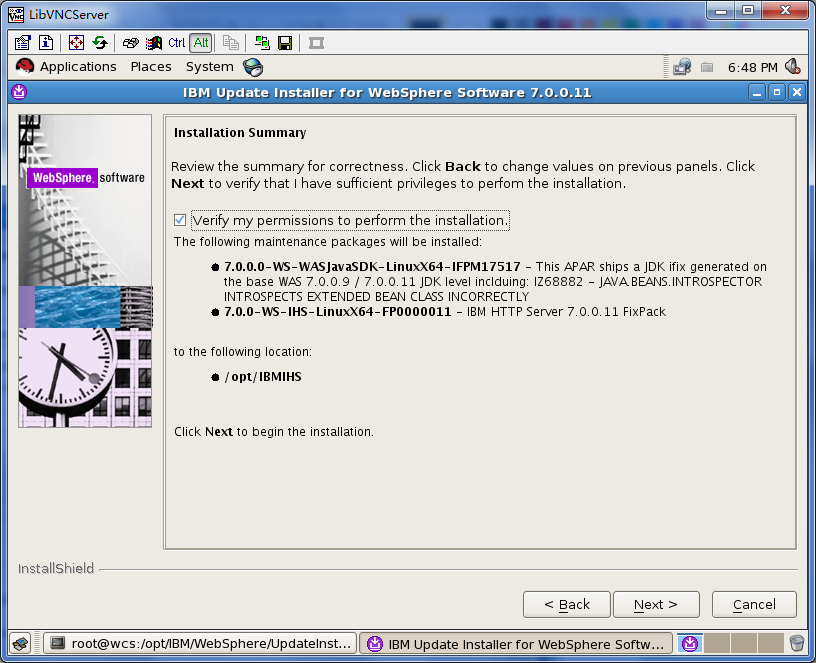 LibVNCServer
Ctrl Alt
Applications Places System 6:48 PM
IBM Update Installer for WebSphere Software 7.0.0.11
WebSphere. software
Installation Summary
Review the summary for correctness. Click Back to change values on previous panels. Click
Next to verify that I have sufficient privileges to perfom the installation.
Verify my permissions to perform the installation.
The following maintenance packages will be installed:
● 7.0.0.0-WS-WASJavaSDK-LinuxX64-IFPM17517 - This APAR ships a JDK ifix generated on
the base WAS 7.0.0.9 / 7.0.0.11 JDK level inclduing: IZ68882 - JAVA.BEANS.INTROSPECTOR
INTROSPECTS EXTENDED BEAN CLASS INCORRECTLY
● 7.0.0-WS-IHS-LinuxX64-FP0000011 - IBM HTTP Server 7.0.0.11 FixPack
to the following location:
● /opt/IBMIHS
Click Next to begin the installation.
InstallShield
< Back Next > Cancel
root@wcs:/opt/IBM/WebSphere/UpdateInst... IBM Update Installer for WebSphere Softw...